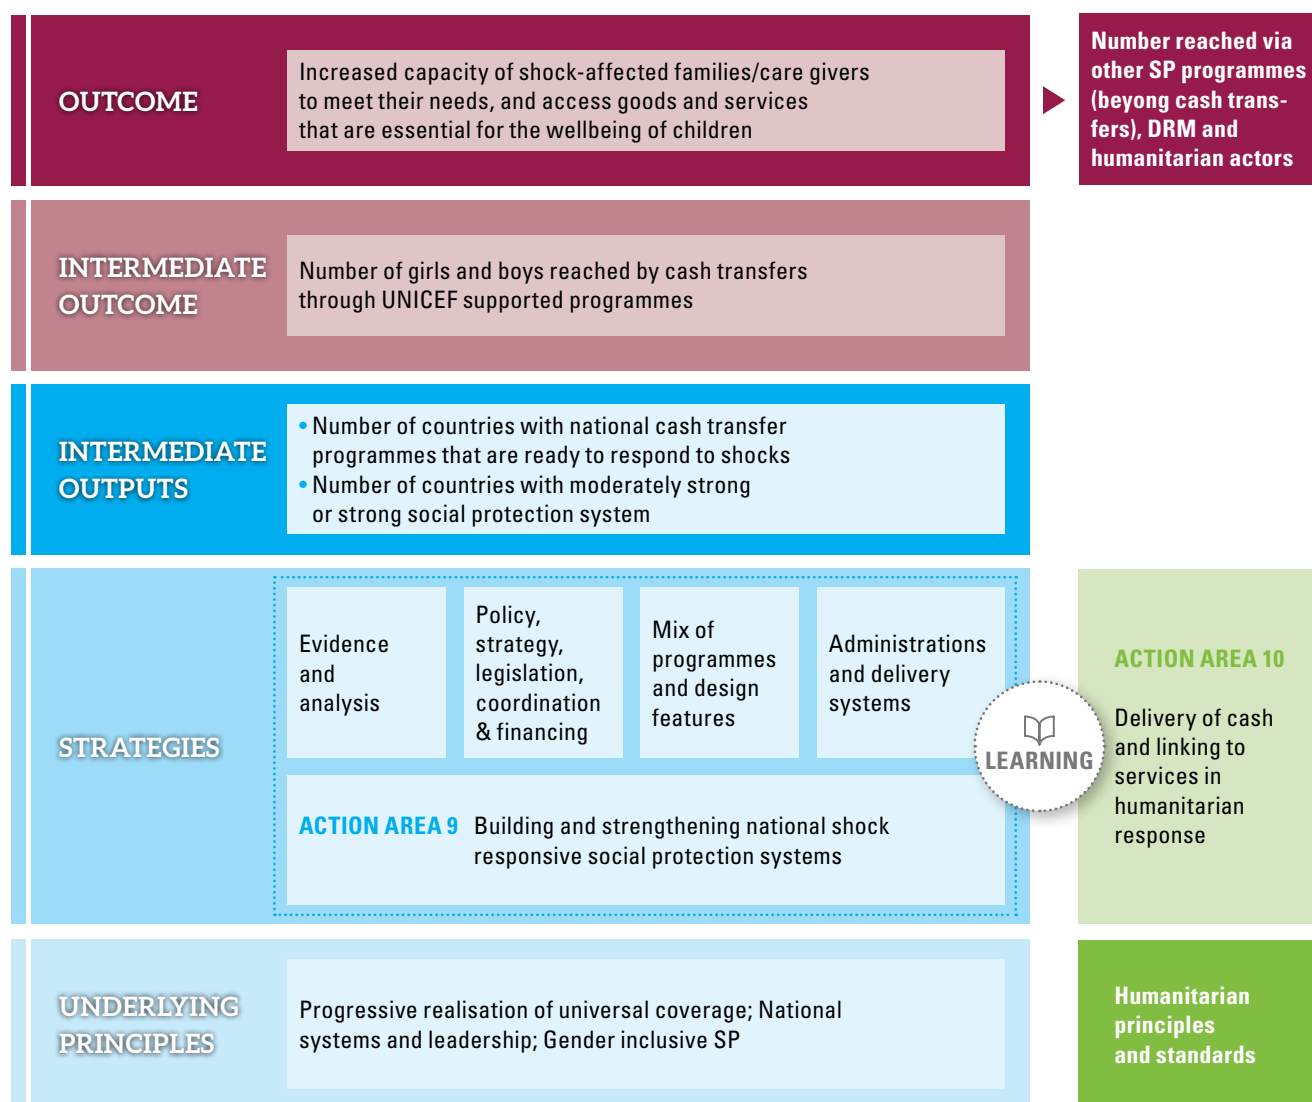 OUTCOME
Increased capacity of shock-affected families/care givers
to meet their needs, and access goods and services
that are essential for the wellbeing of children
Number reached via
other SP programmes
(beyong cash trans-
fers), DRM and
humanitarian actors
INTERMEDIATE
OUTCOME
Number of girls and boys reached by cash transfers
through UNICEF supported programmes
INTERMEDIATE
OUTPUTS
• Number of countries with national cash transfer
programmes that are ready to respond to shocks
• Number of countries with moderately strong
or strong social protection system
STRATEGIES
Evidence
and
analysis
Policy,
strategy,
legislation,
coordination
& financing
Mix of
programmes
and design
features
Administrations
and delivery
systems
ACTION AREA 9 Building and strengthening national shock
responsive social protection systems
LEARNING
ACTION AREA 10
Delivery of cash
and linking to
services in
humanitarian
response
UNDERLYING
PRINCIPLES
Progressive realisation of universal coverage; National
systems and leadership; Gender inclusive SP
Humanitarian
principles
and standards